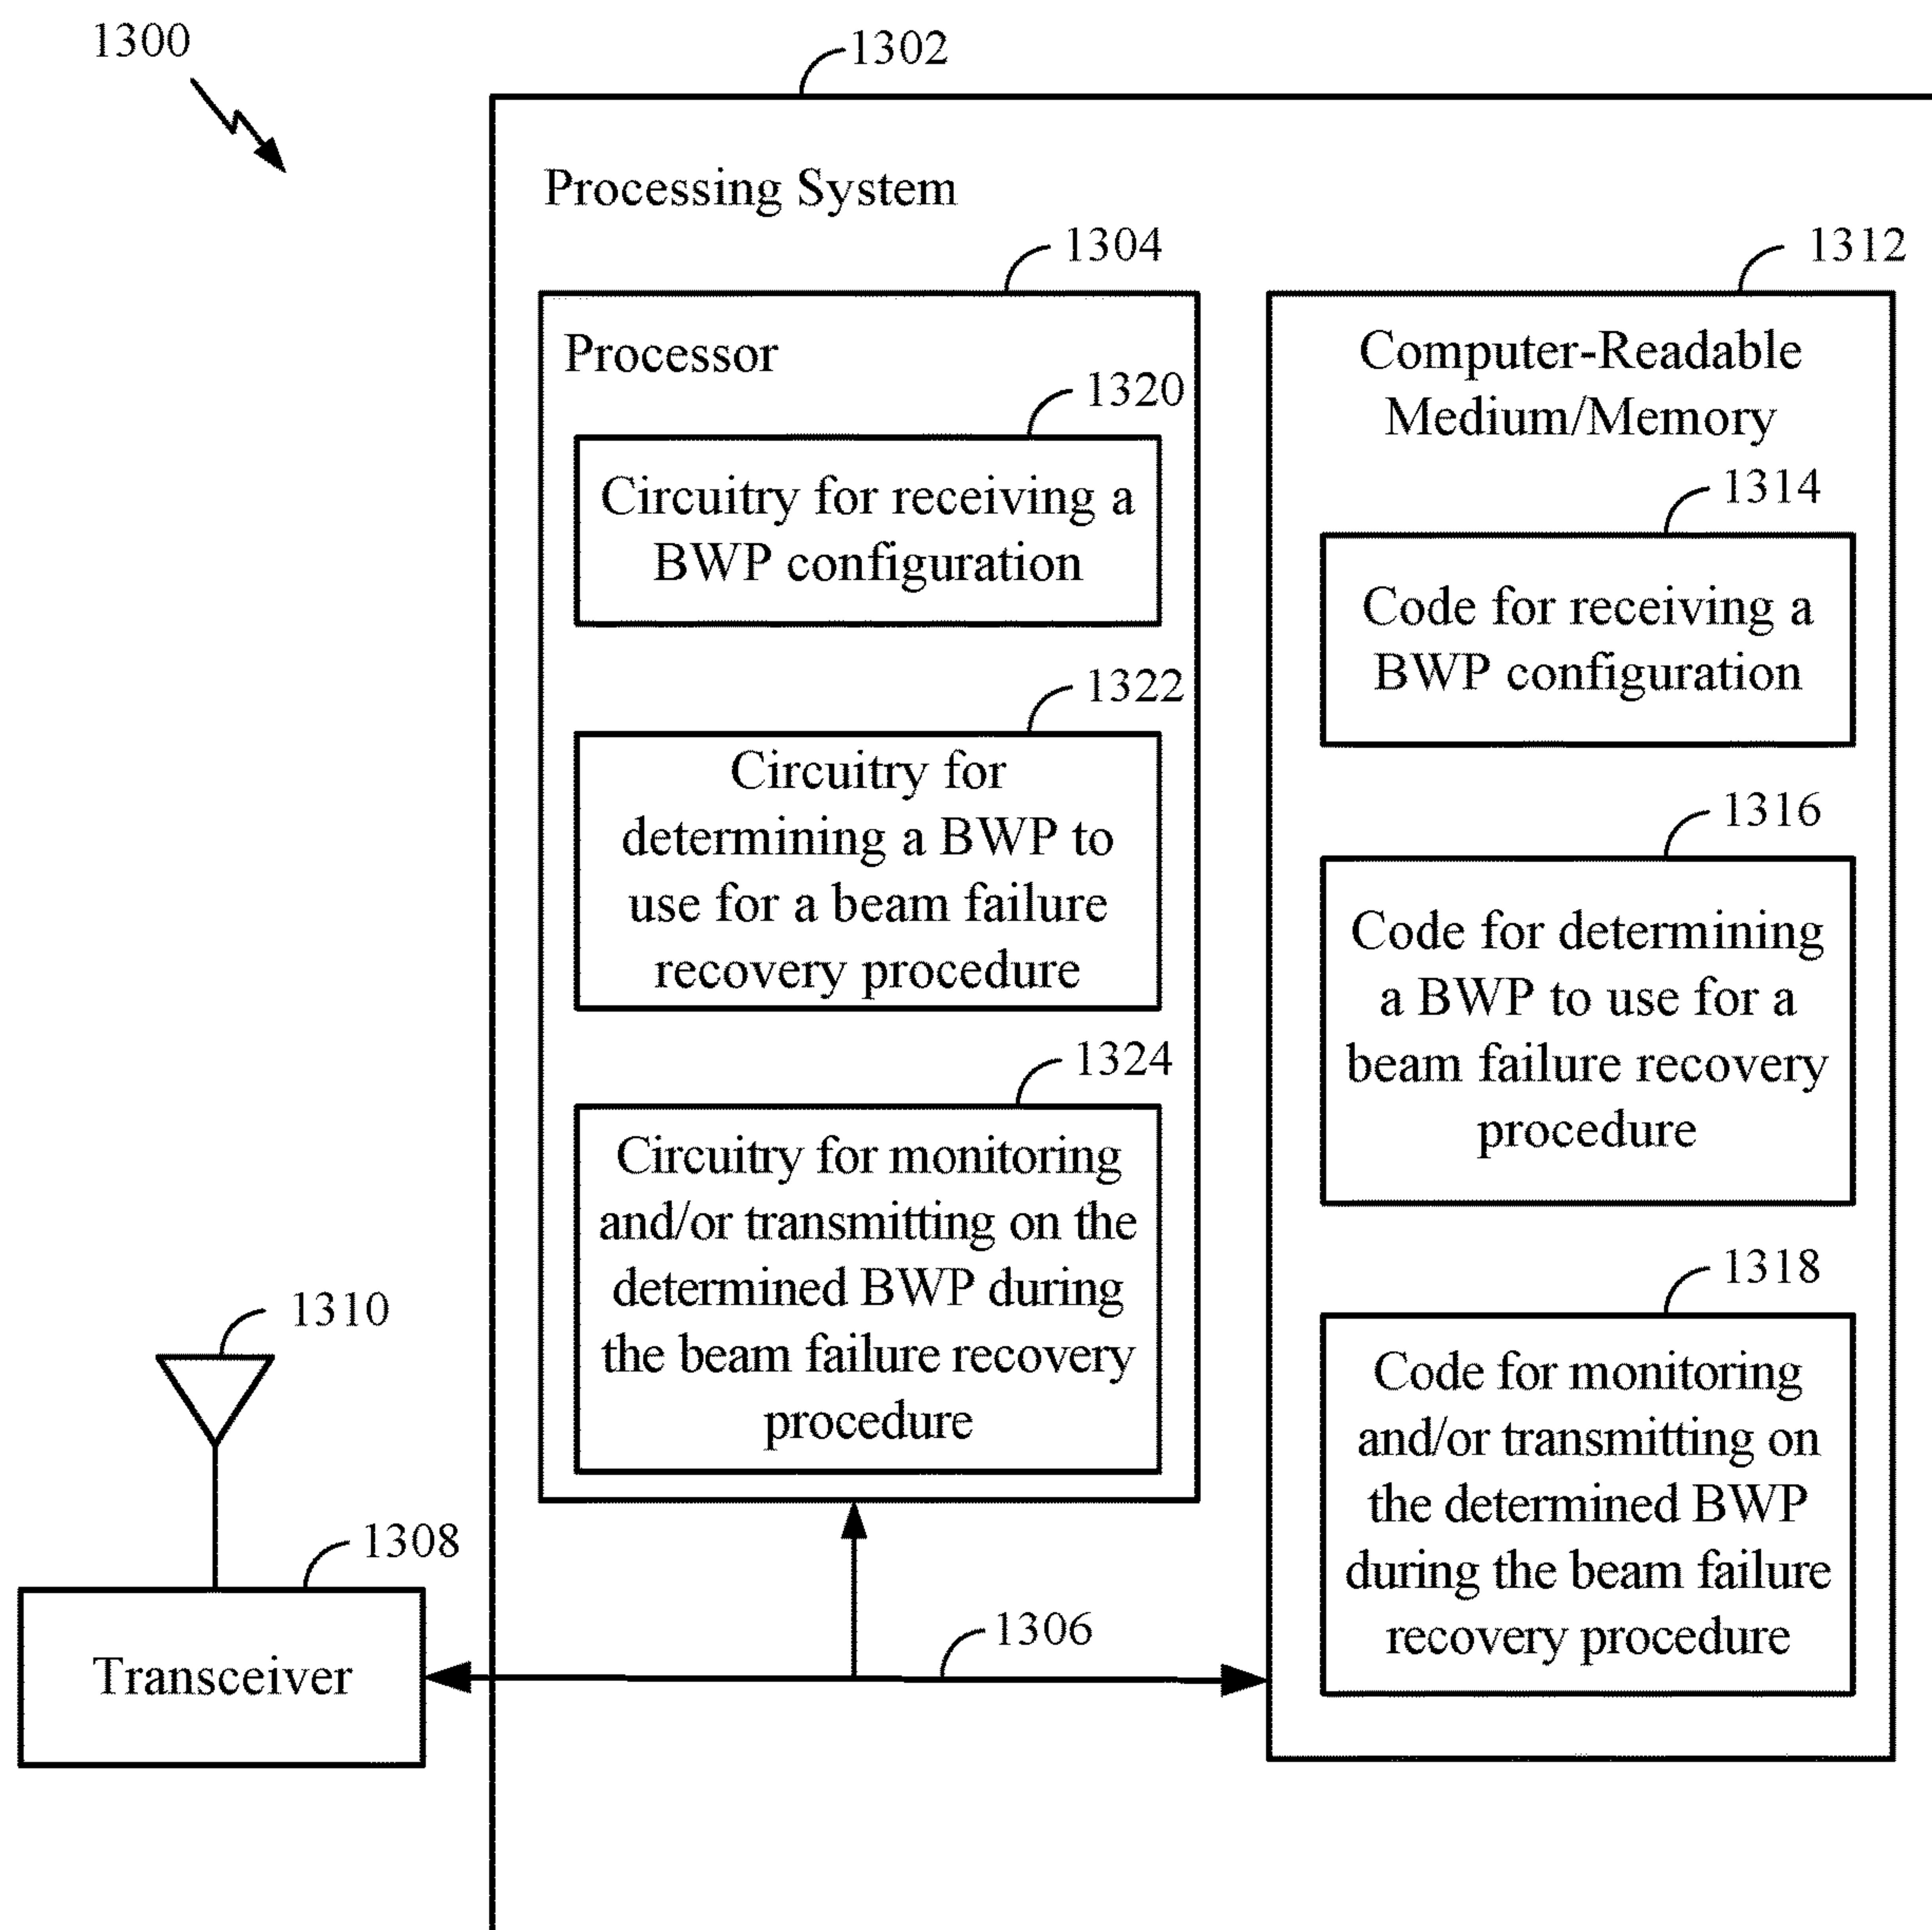 1300
1302
Processing System
1304
Processor
1320
Circuitry for receiving a
BWP configuration
1322
Circuitry for
determining a BWP to
use for a beam failure
recovery procedure
1324
Circuitry for monitoring
and/or transmitting on the
determined BWP during
the beam failure recovery
procedure
1312
Computer-Readable
Medium/Memory
1314
Code for receiving a
BWP configuration
1316
Code for determining
a BWP to use for a
beam failure recovery
procedure
1318
Code for monitoring
and/or transmitting on
the determined BWP
during the beam failure
recovery procedure
1310
1308
Transceiver
1306